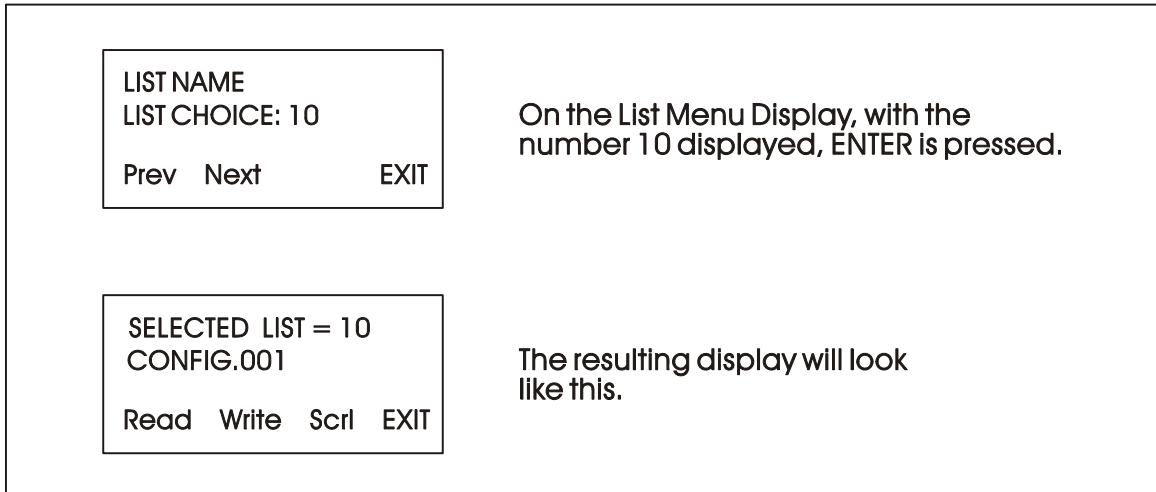 LIST NAME
LIST CHOICE: 10
Prev Next EXIT
On the List Menu Display, with the
number 10 displayed, ENTER is pressed.
SELECTED LIST = 10
CONFIG.001
Read Write Scrl EXIT
The resulting display will look
like this.